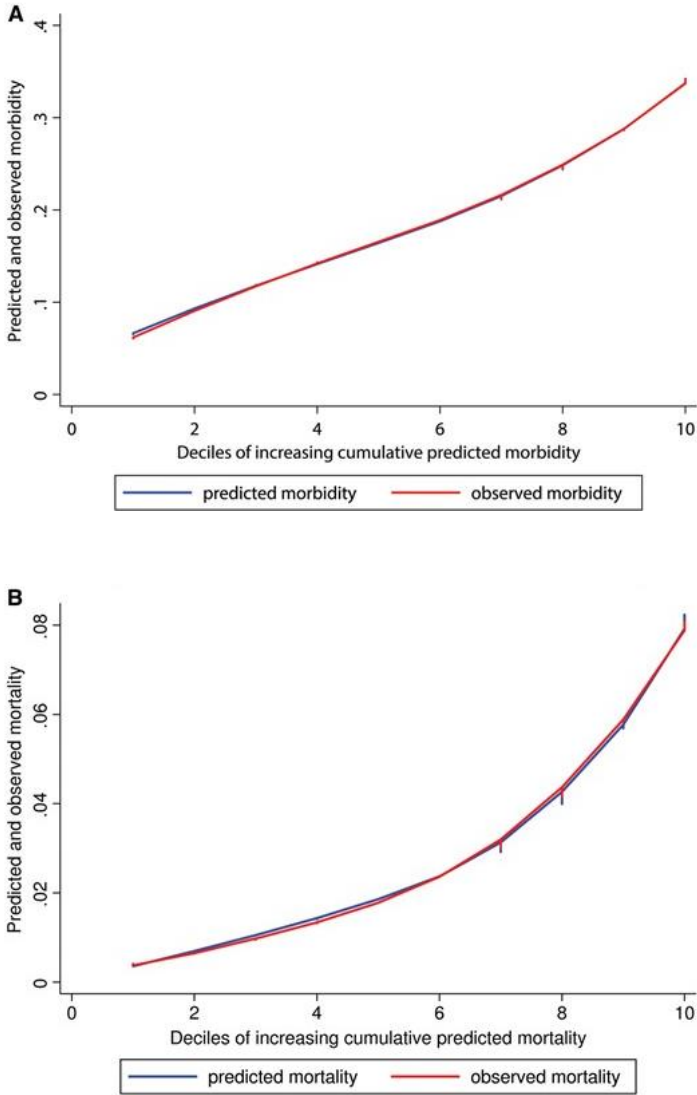 A
Predicted and observed morbidity
.4
.3
.2
.1
0
0 2 4 6 8 10
Deciles of increasing cumulative predicted morbidity
predicted morbidity observed morbidity
B
Predicted and observed mortality
.08
.06
.04
.02
0
0 2 4 6 8 10
Deciles of increasing cumulative predicted mortality
predicted mortality observed mortality